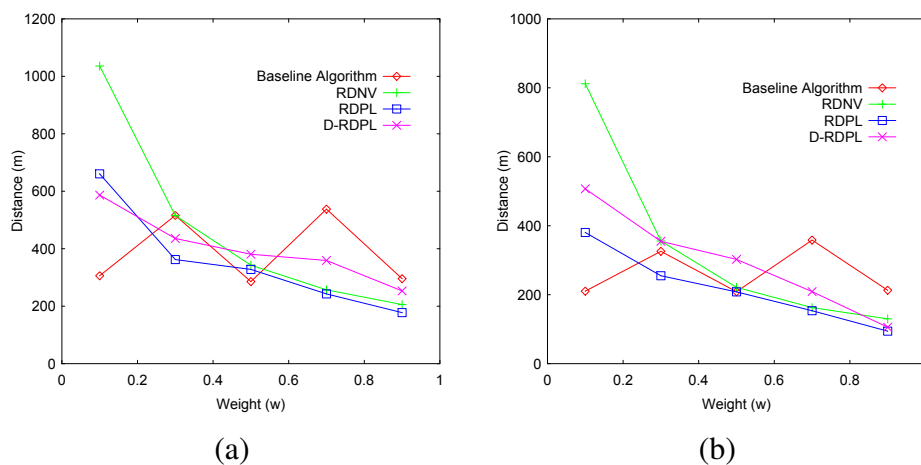 1200
1000
800
600
400
200
0
Distance (m)
Baseline Algorithm
RDNV
RDPL
D-RDPL
0 0.2 0.4 0.6 0.8 1
Weight (w)
(a)
1000
800
600
400
200
0
Distance (m)
Baseline Algorithm
RDNV
RDPL
D-RDPL
0 0.2 0.4 0.6 0.8
Weight (w)
(b)